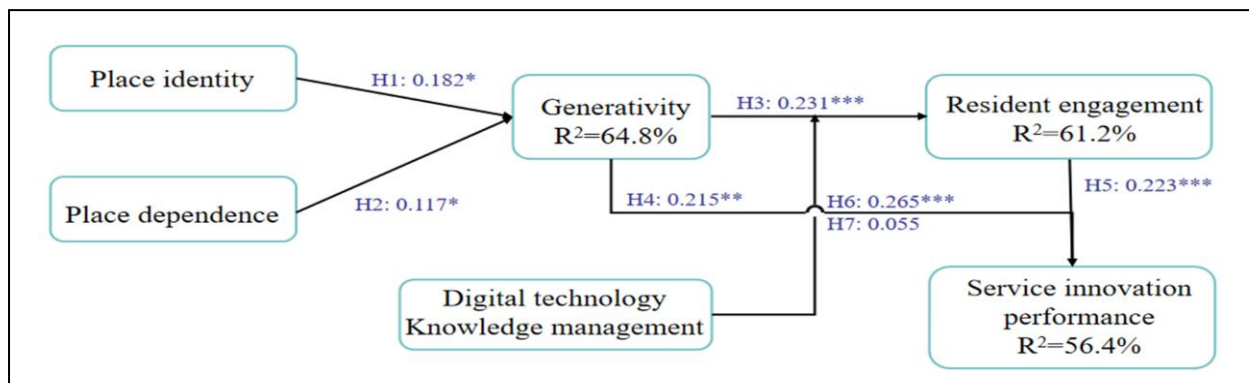 Place identity
H1: 0.182*
Generativity
R²=64.8%
H3: 0.231***
Resident engagement
R²=61.2%
Place dependence
H2: 0.117*
H4: 0.215**
H6: 0.265***
H7: 0.055
H5: 0.223***
Digital technology
Knowledge management
Service innovation
performance
R²=56.4%